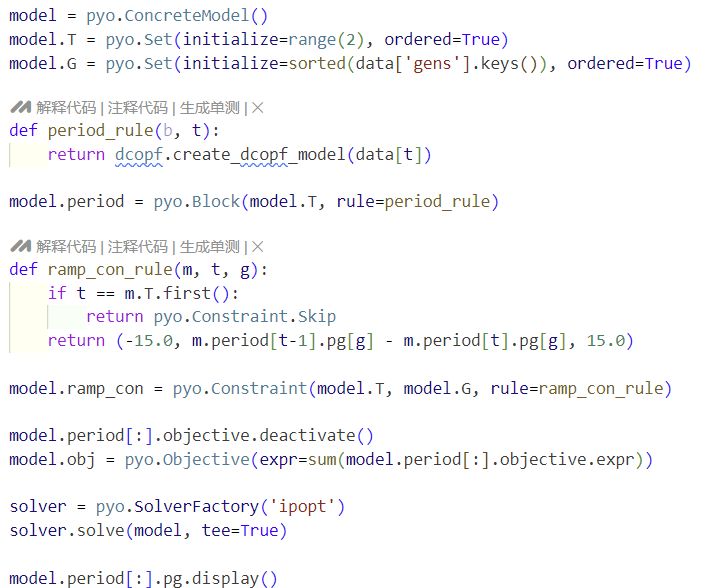 model = pyo.ConcreteModel()
model.T = pyo.Set(initialize=range(2), ordered=True)
model.G = pyo.Set(initialize=sorted(data['gens'].keys()), ordered=True)
解释代码 | 注释代码 | 生成单测 | ×
def period_rule(b, t):
    return dcopf.create_dcopf_model(data[t])
model.period = pyo.Block(model.T, rule=period_rule)
解释代码 | 注释代码 | 生成单测 | ×
def ramp_con_rule(m, t, g):
    if t == m.T.first():
        return pyo.Constraint.Skip
    return (-15.0, m.period[t-1].pg[g] - m.period[t].pg[g], 15.0)
model.ramp_con = pyo.Constraint(model.T, model.G, rule=ramp_con_rule)
model.period[:].objective.deactivate()
model.obj = pyo.Objective(expr=sum(model.period[:].objective.expr))
solver = pyo.SolverFactory('ipopt')
solver.solve(model, tee=True)
model.period[:].pg.display()